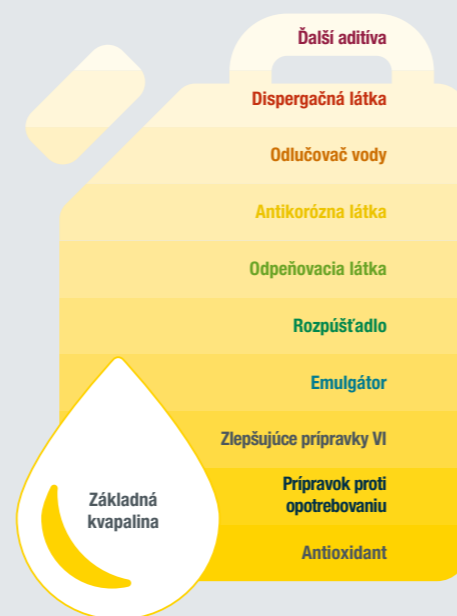 Ďalší aditíva
Dispergačná látka
Odlučovač vody
Antikorózna látka
Odpeňovacia látka
Rozpúšťadlo
Emulgátor
Zlepšujúce prípravky VI
Prípravok proti
opotrebovaniu
Antioxidant
Základná
kvapalina